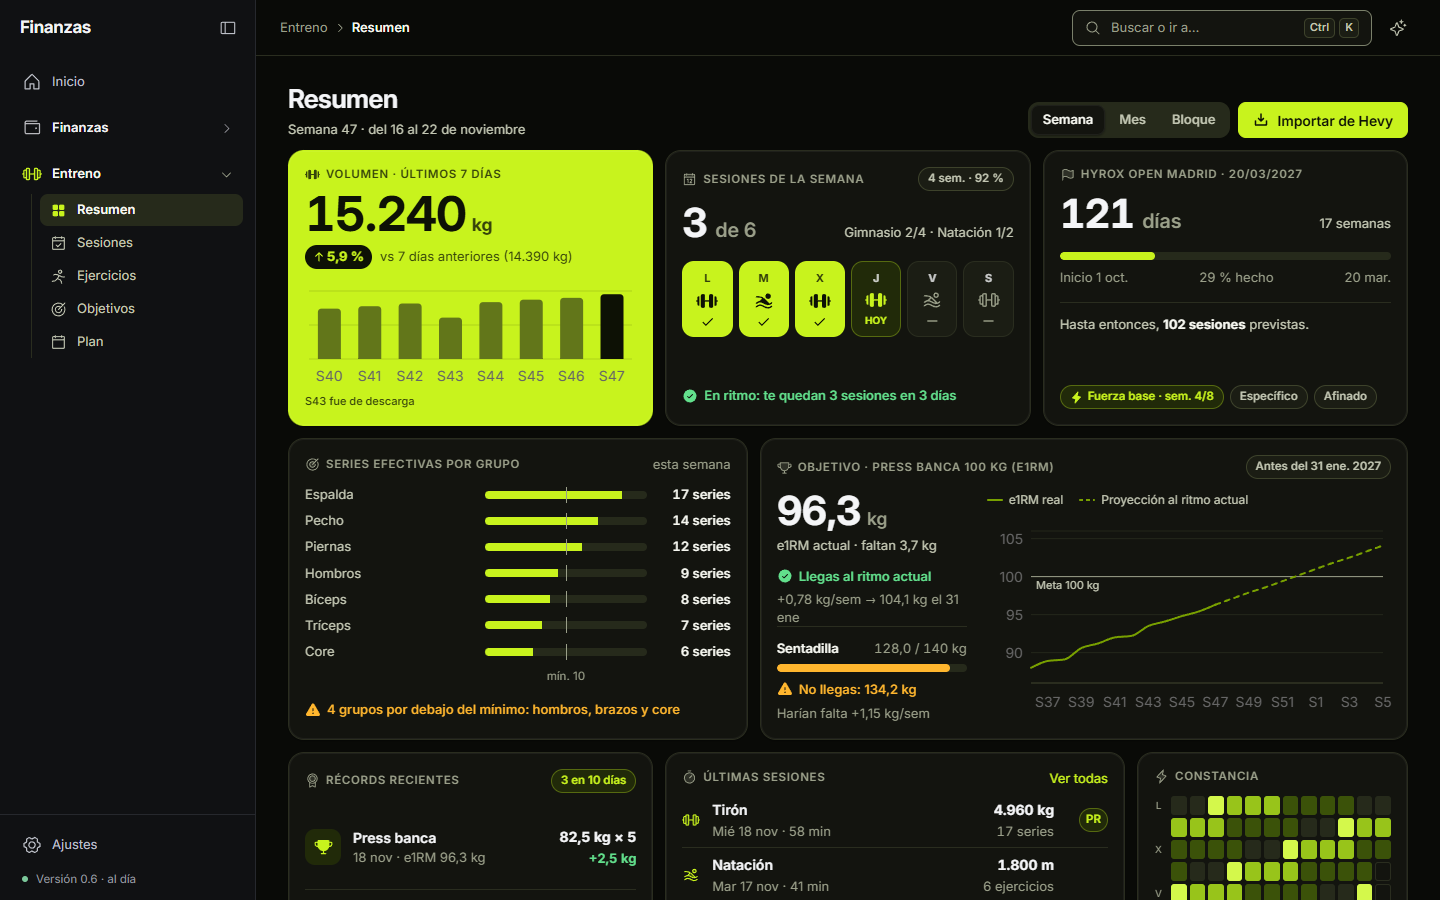 Finanzas
Inicio
Finanzas
Entreno
Resumen
Sesiones
Ejercicios
Objetivos
Plan
Ajustes
Versión 0.6 · al día
Entreno > Resumen
Buscar o ir a... Ctrl K
Resumen
Semana 47 · del 16 al 22 de noviembre
Semana Mes Bloque
Importar de Hevy
VOLUMEN · ÚLTIMOS 7 DÍAS
15.240 kg
↑ 5,9 % vs 7 días anteriores (14.390 kg)
S40 S41 S42 S43 S44 S45 S46 S47
S43 fue de descarga
SESIONES DE LA SEMANA 4 sem. · 92 %
3 de 6 Gimnasio 2/4 · Natación 1/2
L M X J V S
HOY
En ritmo: te quedan 3 sesiones en 3 días
HYROX OPEN MADRID · 20/03/2027
121 días 17 semanas
Inicio 1 oct. 29 % hecho 20 mar.
Hasta entonces, 102 sesiones previstas.
Fuerza base · sem. 4/8 Específico Afinado
SERIES EFECTIVAS POR GRUPO esta semana
Espalda 17 series
Pecho 14 series
Piernas 12 series
Hombros 9 series
Bíceps 8 series
Tríceps 7 series
Core 6 series
mín. 10
4 grupos por debajo del mínimo: hombros, brazos y core
OBJETIVO · PRESS BANCA 100 KG (E1RM) Antes del 31 ene. 2027
96,3 kg
e1RM actual · faltan 3,7 kg
Llegas al ritmo actual
+0,78 kg/sem → 104,1 kg el 31
ene
Sentadilla 128,0 / 140 kg
No llegas: 134,2 kg
Harían falta +1,15 kg/sem
e1RM real Proyección al ritmo actual
105
100
Meta 100 kg
95
90
S37 S39 S41 S43 S45 S47 S49 S51 S1 S3 S5
RÉCORDS RECIENTES 3 en 10 días
Press banca 82,5 kg × 5
18 nov · e1RM 96,3 kg +2,5 kg
ÚLTIMAS SESIONES Ver todas
Tirón 4.960 kg PR
Mié 18 nov · 58 min 17 series
Natación 1.800 m
Mar 17 nov · 41 min 6 ejercicios
CONSTANCIA
L
X
V